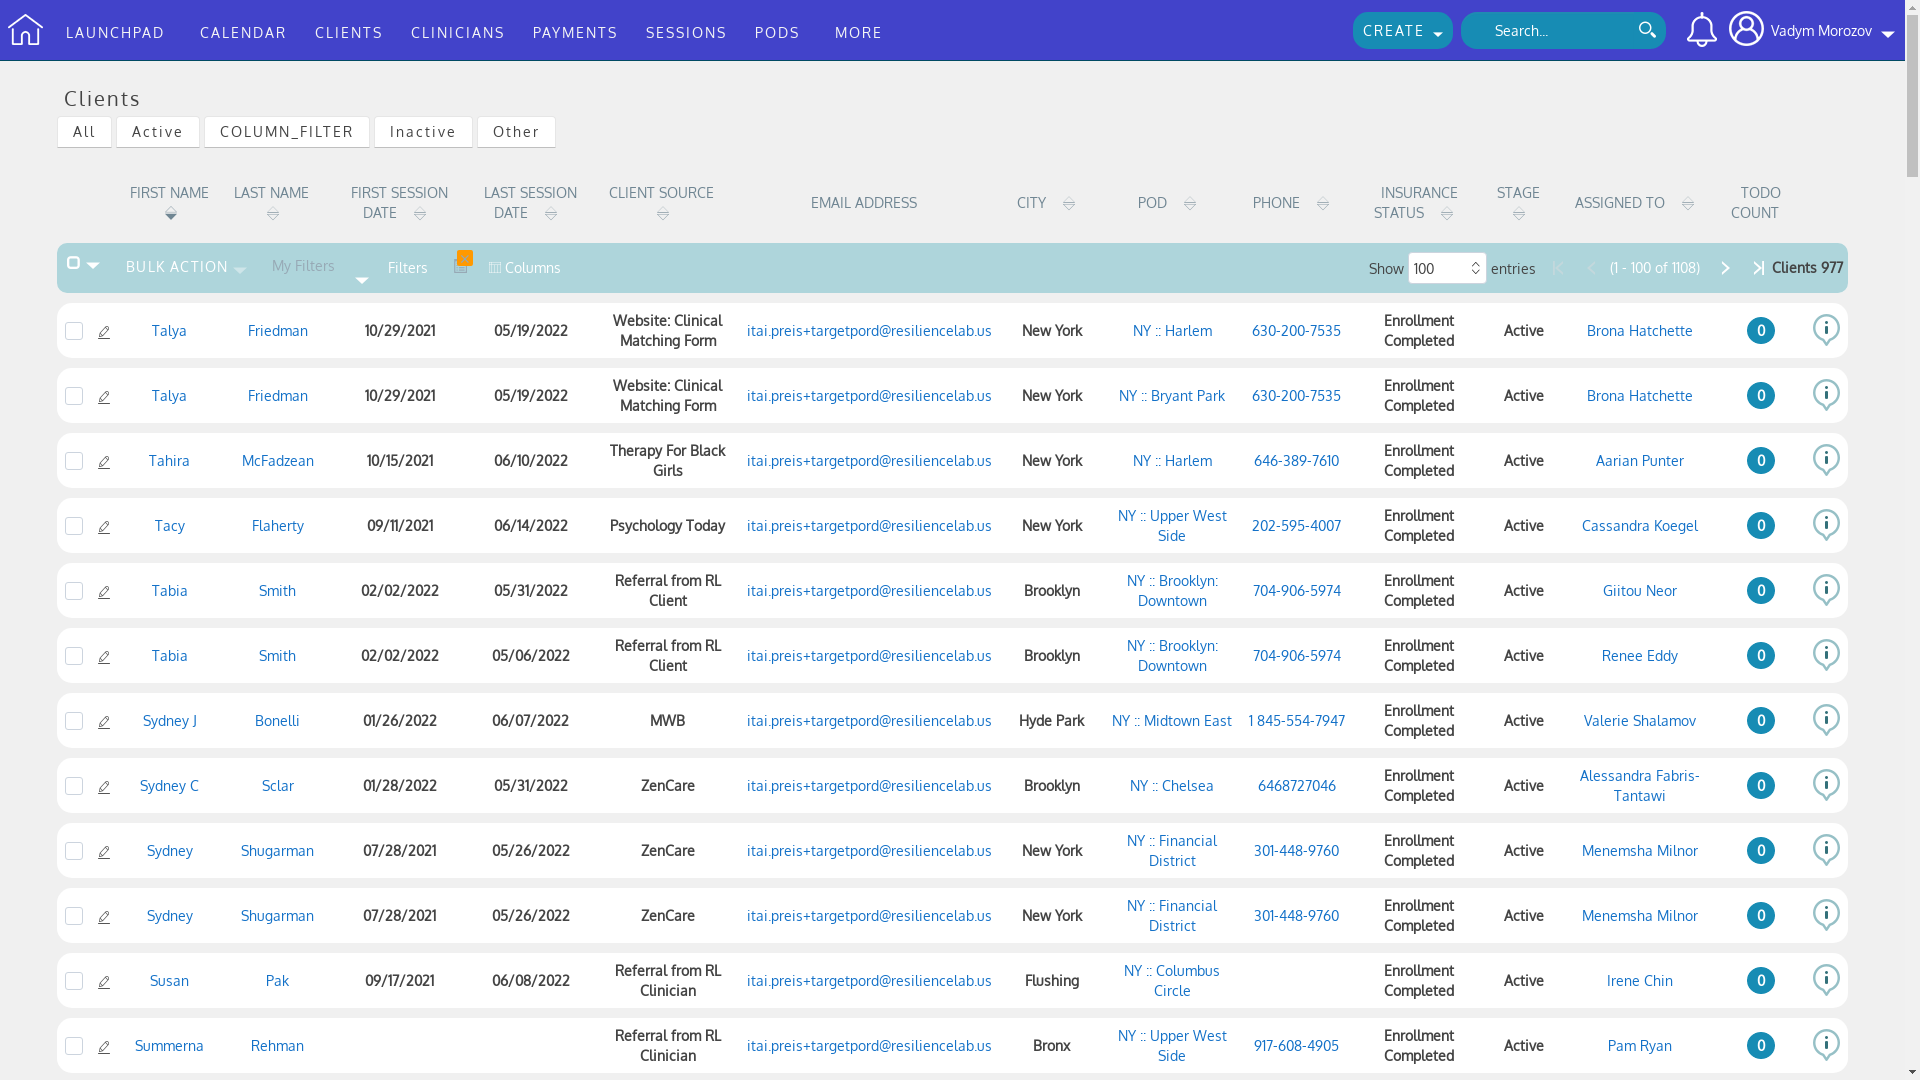 LAUNCHPAD CALENDAR CLIENTS CLINICIANS PAYMENTS SESSIONS PODS MORE CREATE Search... Vadym Morozov
Clients
All Active COLUMN_FILTER Inactive Other
FIRST NAME LAST NAME FIRST SESSION DATE LAST SESSION DATE CLIENT SOURCE EMAIL ADDRESS CITY POD PHONE INSURANCE STATUS STAGE ASSIGNED TO TODO COUNT
BULK ACTION My Filters Filters Columns Show 100 entries (1 - 100 of 1108) Clients 977
Talya Friedman 10/29/2021 05/19/2022 Website: Clinical Matching Form itai.preis+targetpord@resiliencelab.us New York NY :: Harlem 630-200-7535 Enrollment Completed Active Brona Hatchette 0
Talya Friedman 10/29/2021 05/19/2022 Website: Clinical Matching Form itai.preis+targetpord@resiliencelab.us New York NY :: Bryant Park 630-200-7535 Enrollment Completed Active Brona Hatchette 0
Tahira McFadzean 10/15/2021 06/10/2022 Therapy For Black Girls itai.preis+targetpord@resiliencelab.us New York NY :: Harlem 646-389-7610 Enrollment Completed Active Aarian Punter 0
Tacy Flaherty 09/11/2021 06/14/2022 Psychology Today itai.preis+targetpord@resiliencelab.us New York NY :: Upper West Side 202-595-4007 Enrollment Completed Active Cassandra Koegel 0
Tabia Smith 02/02/2022 05/31/2022 Referral from RL Client itai.preis+targetpord@resiliencelab.us Brooklyn NY :: Brooklyn: Downtown 704-906-5974 Enrollment Completed Active Giitou Neor 0
Tabia Smith 02/02/2022 05/06/2022 Referral from RL Client itai.preis+targetpord@resiliencelab.us Brooklyn NY :: Brooklyn: Downtown 704-906-5974 Enrollment Completed Active Renee Eddy 0
Sydney J Bonelli 01/26/2022 06/07/2022 MWB itai.preis+targetpord@resiliencelab.us Hyde Park NY :: Midtown East 1 845-554-7947 Enrollment Completed Active Valerie Shalamov 0
Sydney C Sclar 01/28/2022 05/31/2022 ZenCare itai.preis+targetpord@resiliencelab.us Brooklyn NY :: Chelsea 6468727046 Enrollment Completed Active Alessandra Fabris-Tantawi 0
Sydney Shugarman 07/28/2021 05/26/2022 ZenCare itai.preis+targetpord@resiliencelab.us New York NY :: Financial District 301-448-9760 Enrollment Completed Active Menemsha Milnor 0
Sydney Shugarman 07/28/2021 05/26/2022 ZenCare itai.preis+targetpord@resiliencelab.us New York NY :: Financial District 301-448-9760 Enrollment Completed Active Menemsha Milnor 0
Susan Pak 09/17/2021 06/08/2022 Referral from RL Clinician itai.preis+targetpord@resiliencelab.us Flushing NY :: Columbus Circle Enrollment Completed Active Irene Chin 0
Summerna Rehman Referral from RL Clinician itai.preis+targetpord@resiliencelab.us Bronx NY :: Upper West Side 917-608-4905 Enrollment Completed Active Pam Ryan 0